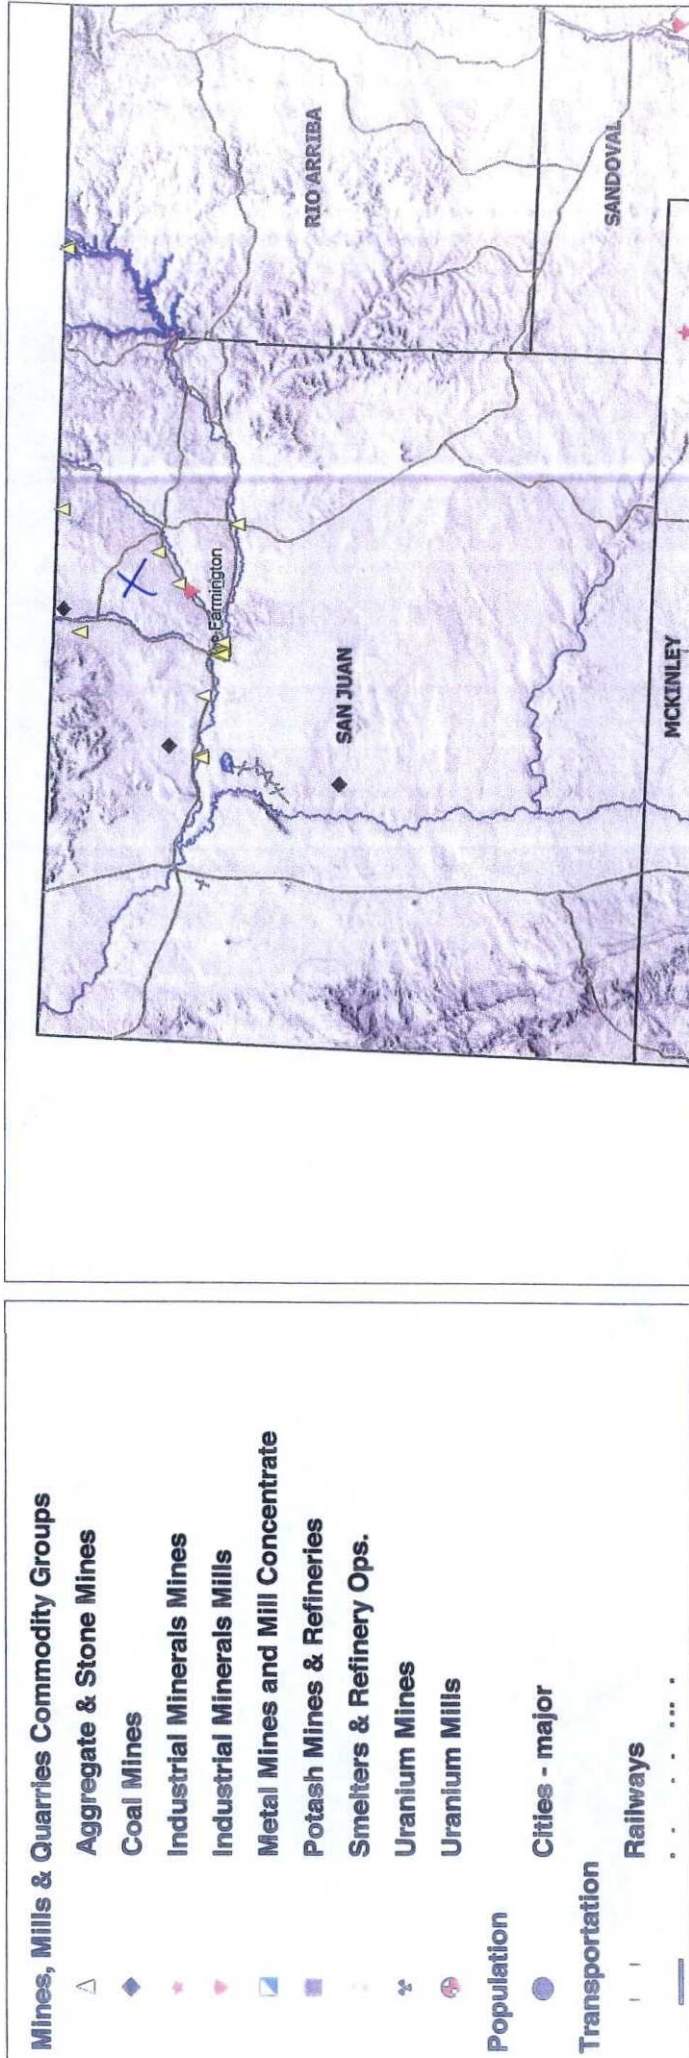 Mines, Mills & Quarries Commodity Groups
Aggregate & Stone Mines
Coal Mines
Industrial Minerals Mines
Industrial Minerals Mills
Metal Mines and Mill Concentrate
Potash Mines & Refineries
Smelters & Refinery Ops.
Uranium Mines
Uranium Mills
Population
Cities - major
Transportation
Railways
Farmington
SAN JUAN
MCKINLEY
RIO ARRIBA
SANDOVAL